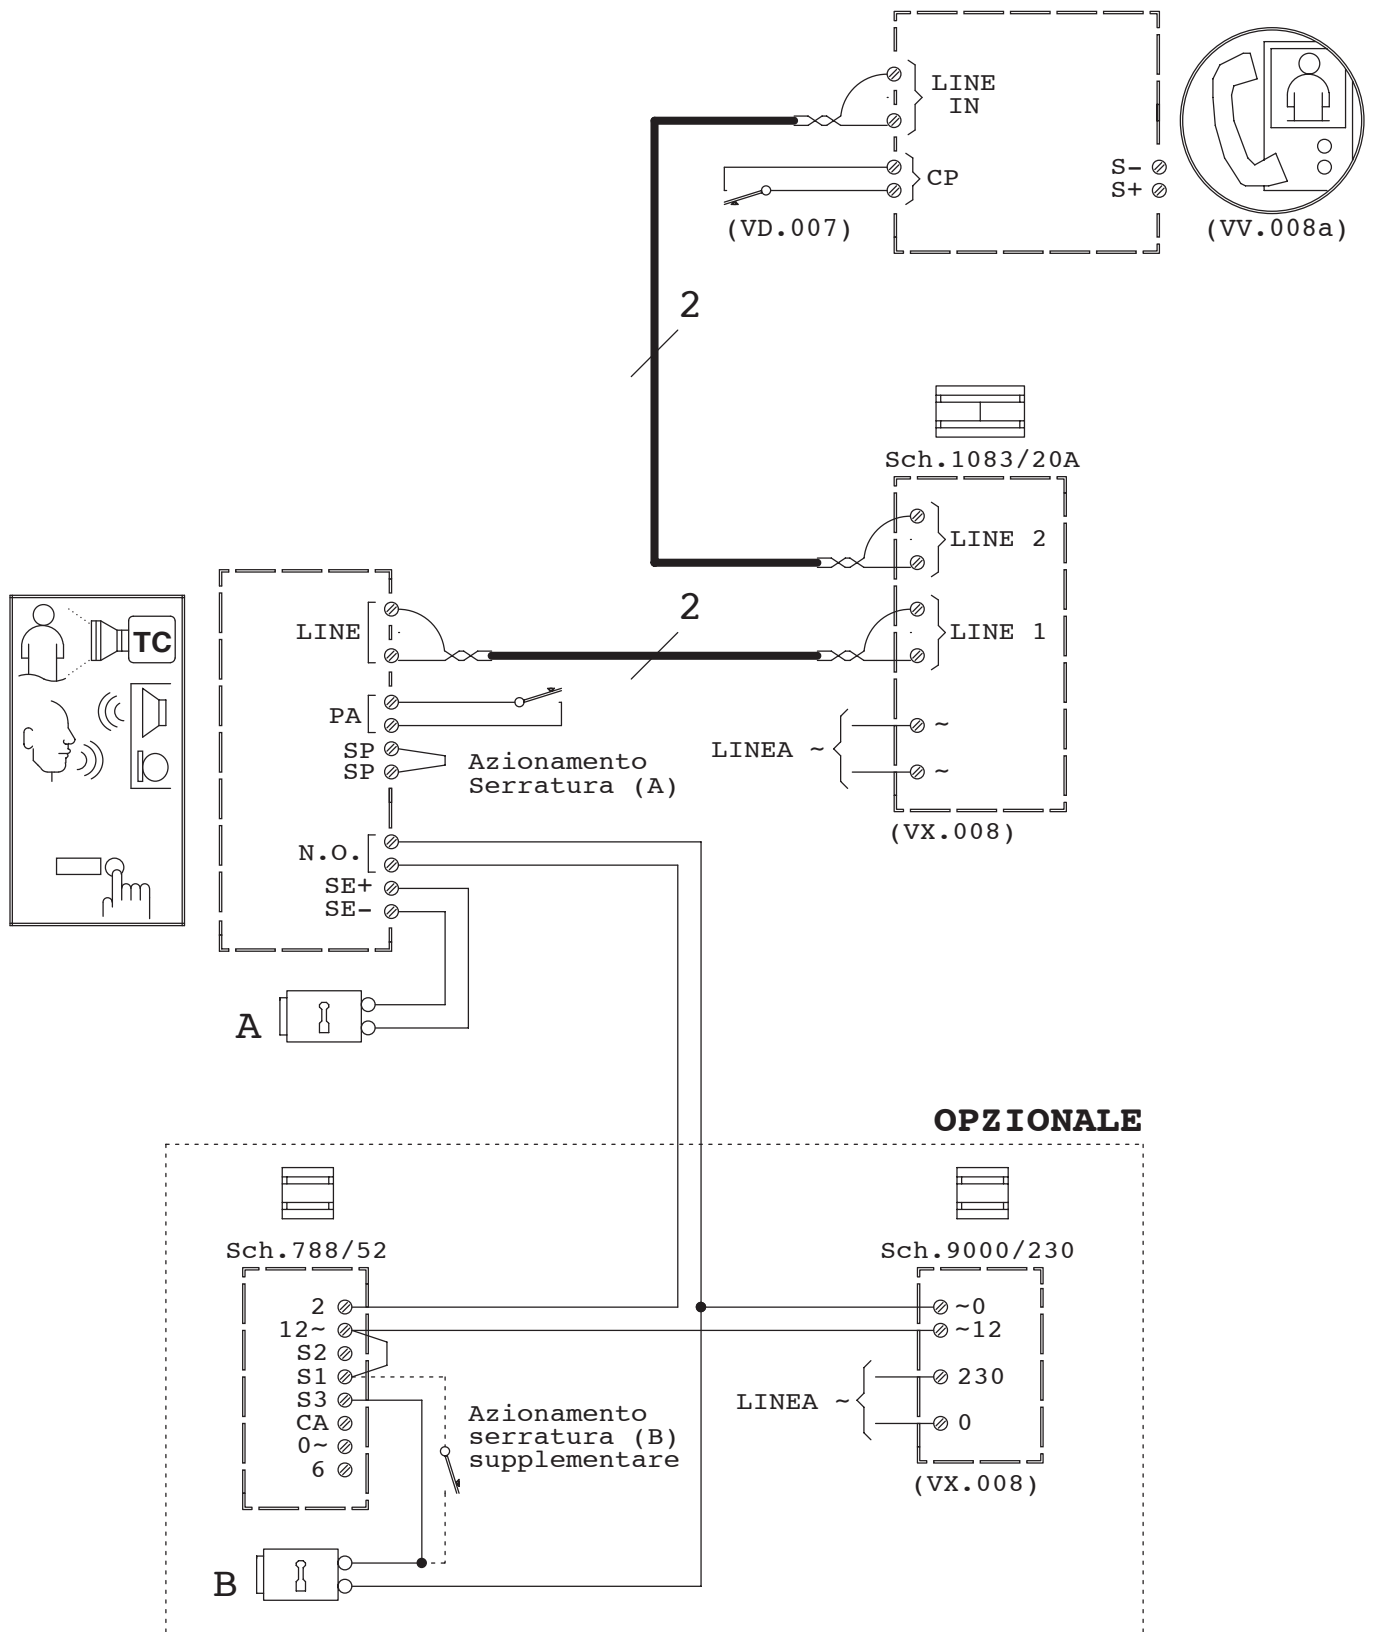 LINE
IN
CP
S-
S+
(VD.007)
(VV.008a)
2
Sch.1083/20A
LINE 2
LINE 1
LINEA ~
~
~
(VX.008)
2
TC
LINE
PA
SP
SP
Azionamento
Serratura (A)
N.O.
SE+
SE-
A
OPZIONALE
Sch.788/52
2
12~
S2
S1
S3
CA
0~
6
Azionamento
serratura (B)
supplementare
B
Sch.9000/230
~0
~12
230
0
LINEA ~
(VX.008)